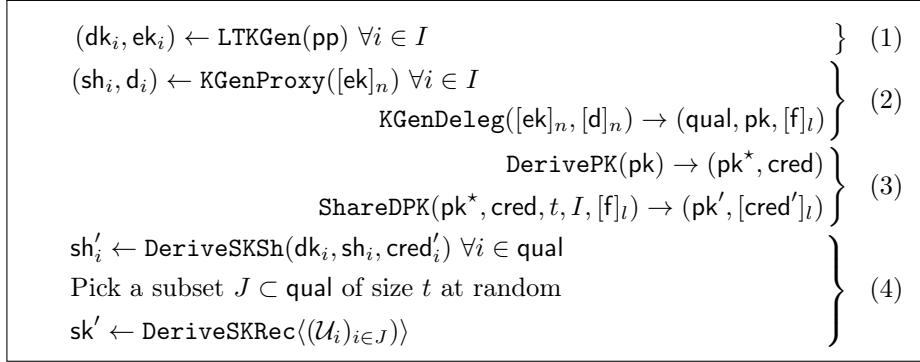 (dk_i, ek_i) ← LTKGen(pp) ∀i ∈ I } (1)
(sh_i, d_i) ← KGenProxy([ek]_n) ∀i ∈ I
KGenDeleg([ek]_n, [d]_n) → (qual, pk, [f]_l) } (2)
DerivePK(pk) → (pk^⋆, cred)
ShareDPK(pk^⋆, cred, t, I, [f]_l) → (pk′, [cred′]_l) } (3)
sh′_i ← DeriveSKSh(dk_i, sh_i, cred′_i) ∀i ∈ qual
Pick a subset J ⊂ qual of size t at random
sk′ ← DeriveSKRec⟨(𝒰_i)_{i∈J})⟩ } (4)